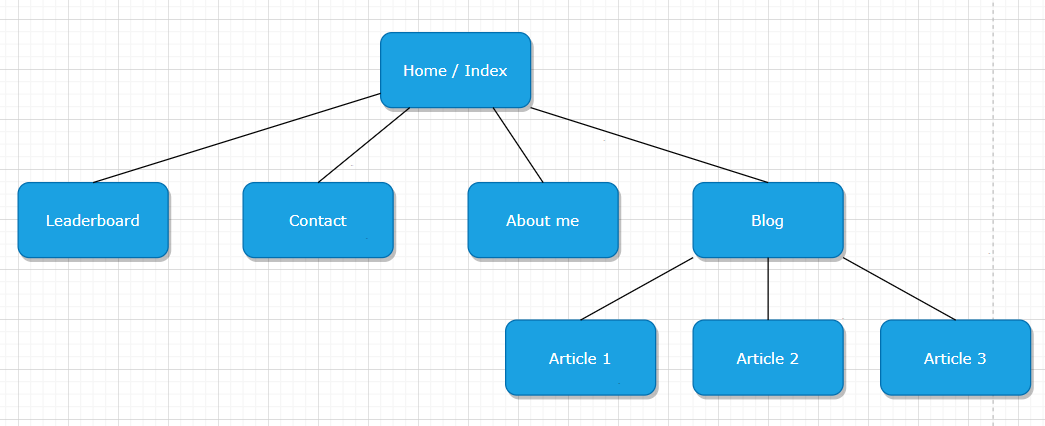 Home / Index
Leaderboard
Contact
About me
Blog
Article 1
Article 2
Article 3